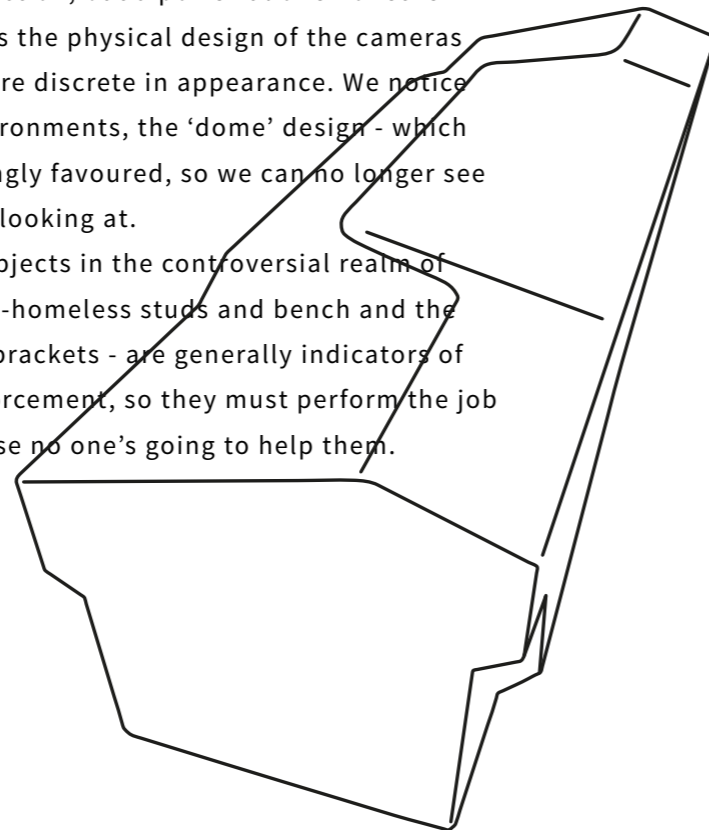 s the physical design of the cameras
re discrete in appearance. We notice
ronments, the ‘dome’ design - which
gly favoured, so we can no longer see
looking at.
bjects in the controversial realm of
-homeless studs and bench and the
brackets - are generally indicators of
rcement, so they must perform the job
se no one’s going to help them.